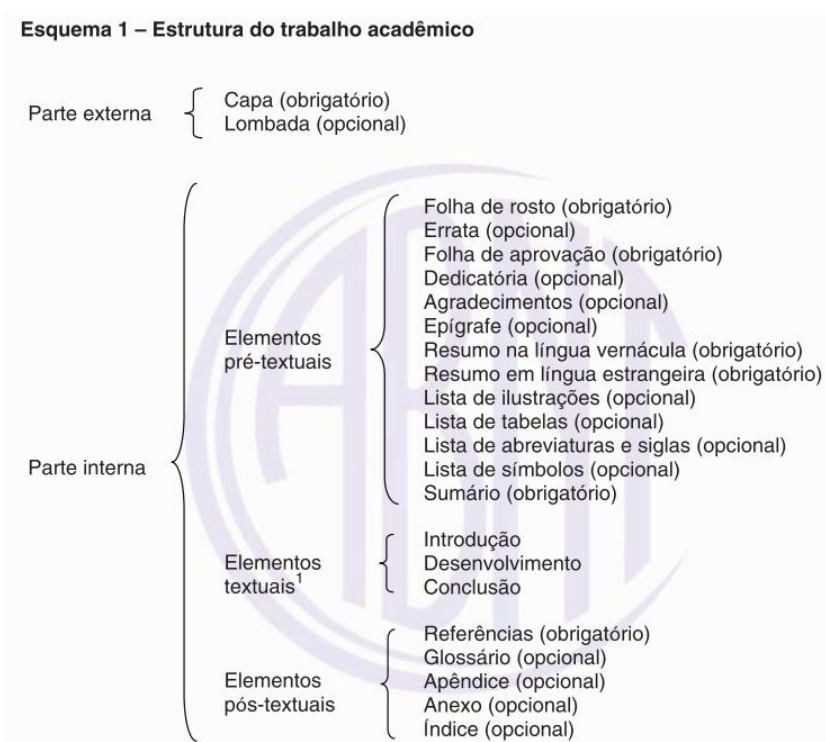 Esquema 1 – Estrutura do trabalho acadêmico
Parte externa
Capa (obrigatório)
Lombada (opcional)
Parte interna
Elementos
pré-textuais
Folha de rosto (obrigatório)
Errata (opcional)
Folha de aprovação (obrigatório)
Dedicatória (opcional)
Agradecimentos (opcional)
Epígrafe (opcional)
Resumo na língua vernácula (obrigatório)
Resumo em língua estrangeira (obrigatório)
Lista de ilustrações (opcional)
Lista de tabelas (opcional)
Lista de abreviaturas e siglas (opcional)
Lista de símbolos (opcional)
Sumário (obrigatório)
Elementos
textuais1
Introdução
Desenvolvimento
Conclusão
Elementos
pós-textuais
Referências (obrigatório)
Glossário (opcional)
Apêndice (opcional)
Anexo (opcional)
Índice (opcional)
ABNT